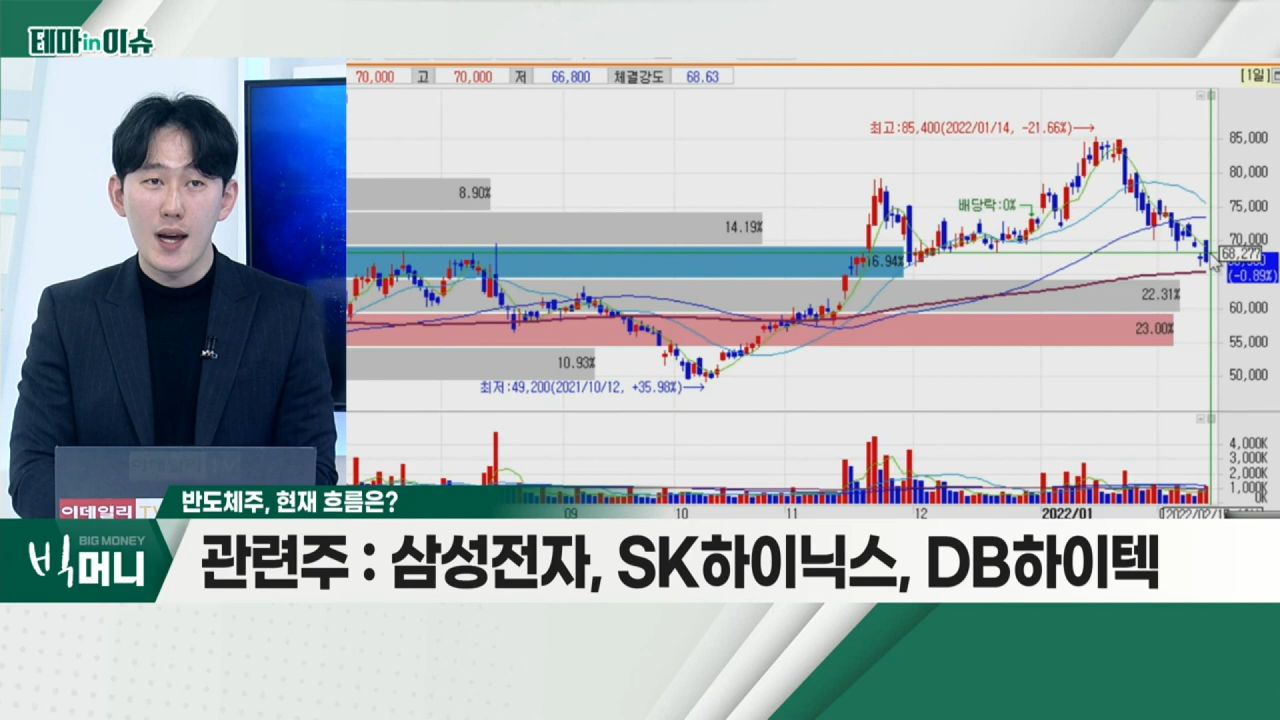 테마in이슈
70,000 고 70,000 저 66,800 체결강도 68.63
[1일]
최고:85,400(2022/01/14, -21.66%)→
85,000
80,000
8.90%
75,000
배당락:0%
14.19%
70,000
68,277
16.94%
(-0.89%)
22.31%
60,000
23.00%
55,000
10.93%
50,000
최저:49,200(2021/10/12, +35.98%)→
4,000K
3,000K
2,000K
1,000K
0K
09 10 11 12 2022/01
이데일리TV
반도체주, 현재 흐름은?
BIG MONEY
빅머니
관련주 : 삼성전자, SK하이닉스, DB하이텍